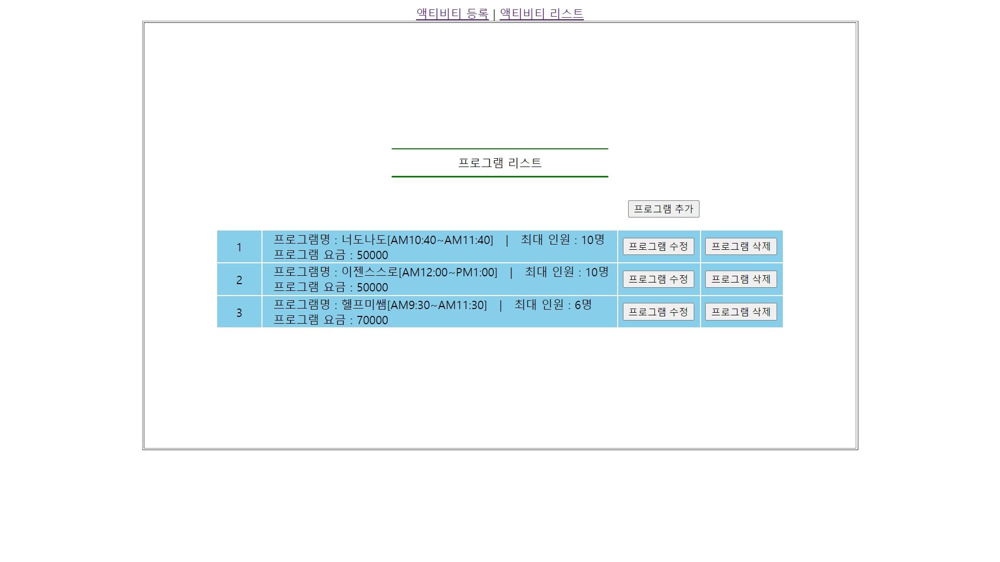 액티비티 등록 | 액티비티 리스트
프로그램 리스트
프로그램 추가
1 프로그램명 : 너도나도[AM10:40~AM11:40] | 최대 인원 : 10명 프로그램 수정 프로그램 삭제
프로그램 요금 : 50000
2 프로그램명 : 이젠스스로[AM12:00~PM1:00] | 최대 인원 : 10명 프로그램 수정 프로그램 삭제
프로그램 요금 : 50000
3 프로그램명 : 헬프미쌤[AM9:30~AM11:30] | 최대 인원 : 6명 프로그램 수정 프로그램 삭제
프로그램 요금 : 70000